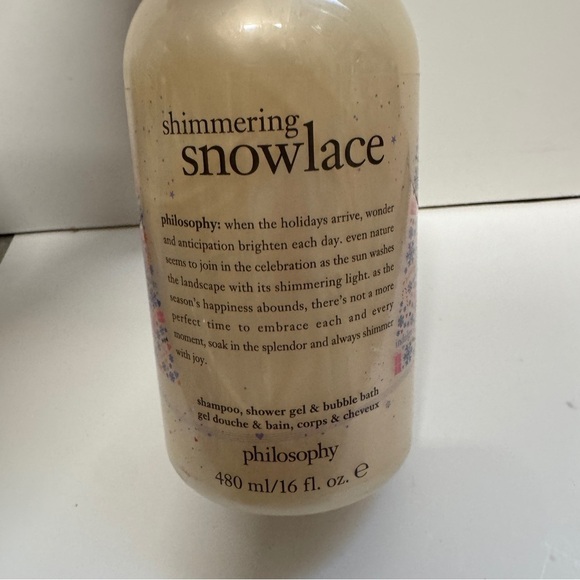 shimmering
snowlace
philosophy: when the holidays arrive, wonder
and anticipation brighten each day. even nature
seems to join in the celebration as the sun washes
the landscape with its shimmering light. as the
season's happiness abounds, there's not a more
perfect time to embrace each and every
moment, soak in the splendor and always shimmer
with joy.
shampoo, shower gel & bubble bath
gel douche & bain, corps & cheveux
philosophy
480 ml/16 fl. oz. ℮